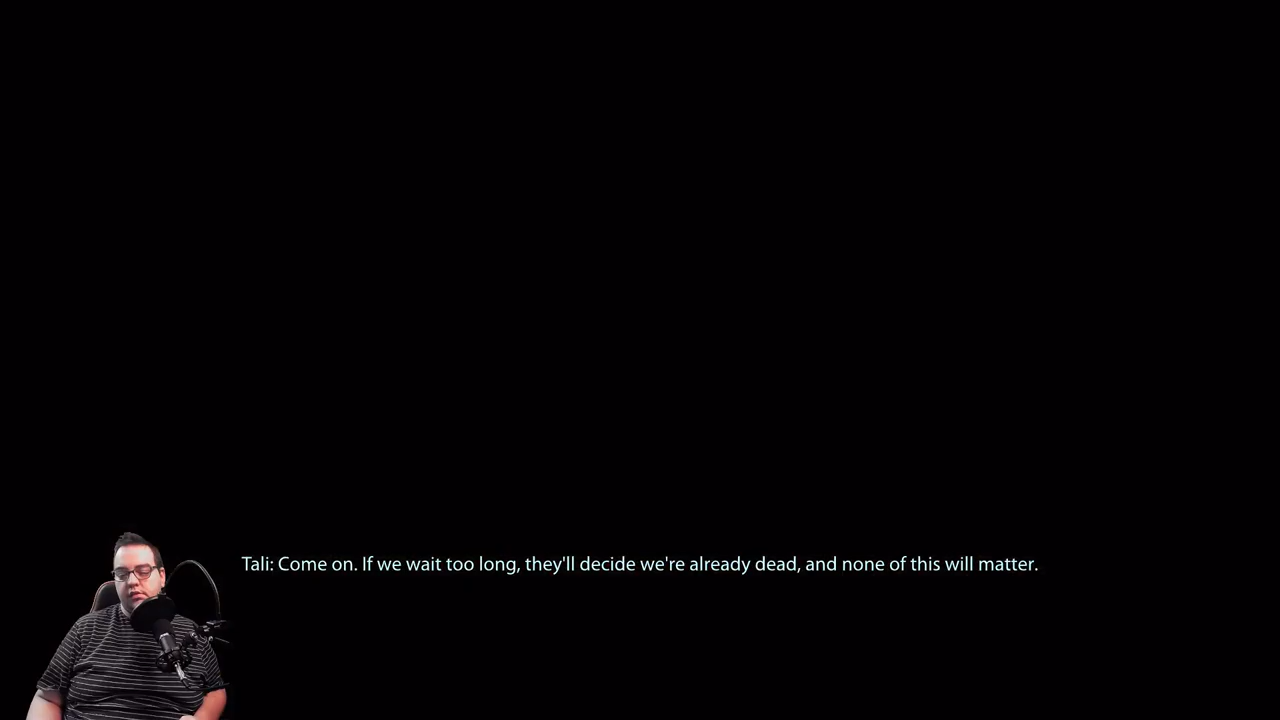 Tali: Come on. If we wait too long, they'll decide we're already dead, and none of this will matter.